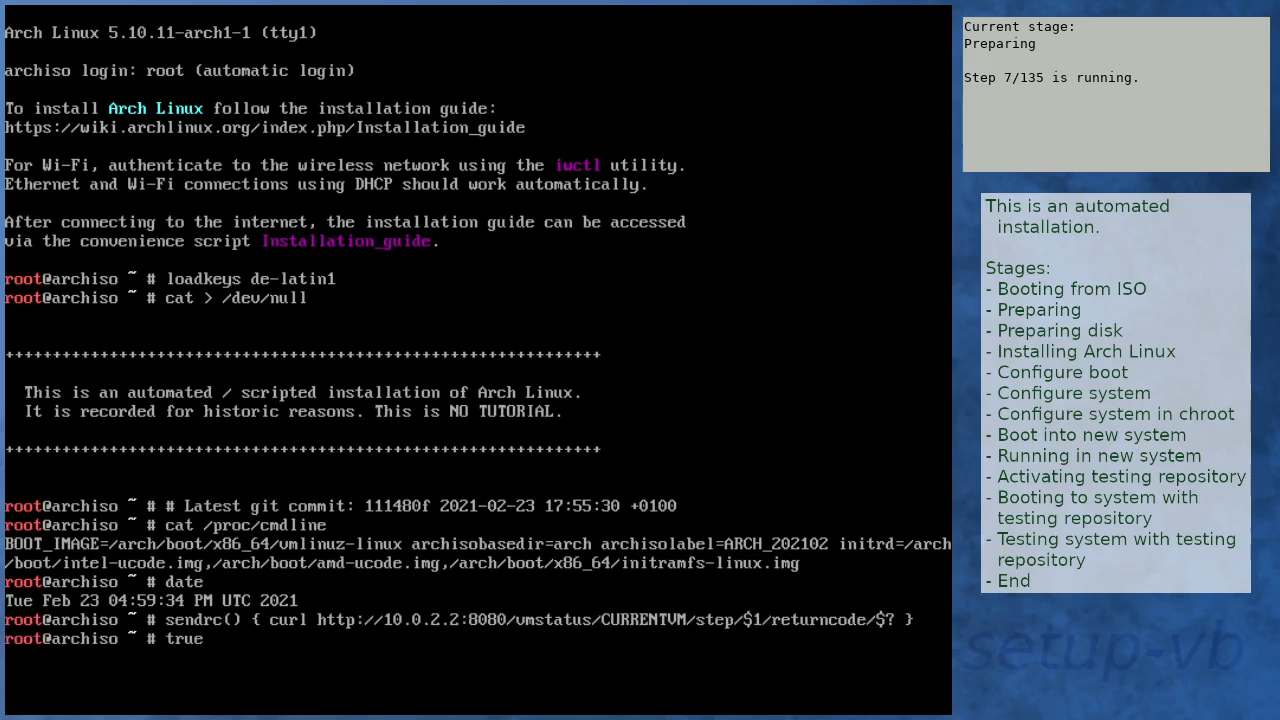 Arch Linux 5.10.11-arch1-1 (tty1)
archiso login: root (automatic login)
To install Arch Linux follow the installation guide:
https://wiki.archlinux.org/index.php/Installation_guide
For Wi-Fi, authenticate to the wireless network using the iwctl utility.
Ethernet and Wi-Fi connections using DHCP should work automatically.
After connecting to the internet, the installation guide can be accessed
via the convenience script Installation_guide.
root@archiso ~ # loadkeys de-latin1
root@archiso ~ # cat > /dev/null
+++++++++++++++++++++++++++++++++++++++++++++++++++++++++++++++
This is an automated / scripted installation of Arch Linux.
It is recorded for historic reasons. This is NO TUTORIAL.
+++++++++++++++++++++++++++++++++++++++++++++++++++++++++++++++
root@archiso ~ # # Latest git commit: 111480f 2021-02-23 17:55:30 +0100
root@archiso ~ # cat /proc/cmdline
BOOT_IMAGE=/arch/boot/x86_64/vmlinuz-linux archisobasedir=arch archisolabel=ARCH_202102 initrd=/arch
/boot/intel-ucode.img,/arch/boot/amd-ucode.img,/arch/boot/x86_64/initramfs-linux.img
root@archiso ~ # date
Tue Feb 23 04:59:34 PM UTC 2021
root@archiso ~ # sendrc() { curl http://10.0.2.2:8080/vmstatus/CURRENTVM/step/$1/returncode/$? }
root@archiso ~ # true
Current stage:
Preparing
Step 7/135 is running.
This is an automated
installation.
Stages:
- Booting from ISO
- Preparing
- Preparing disk
- Installing Arch Linux
- Configure boot
- Configure system
- Configure system in chroot
- Boot into new system
- Running in new system
- Activating testing repository
- Booting to system with
testing repository
- Testing system with testing
repository
- End
-setup-vb